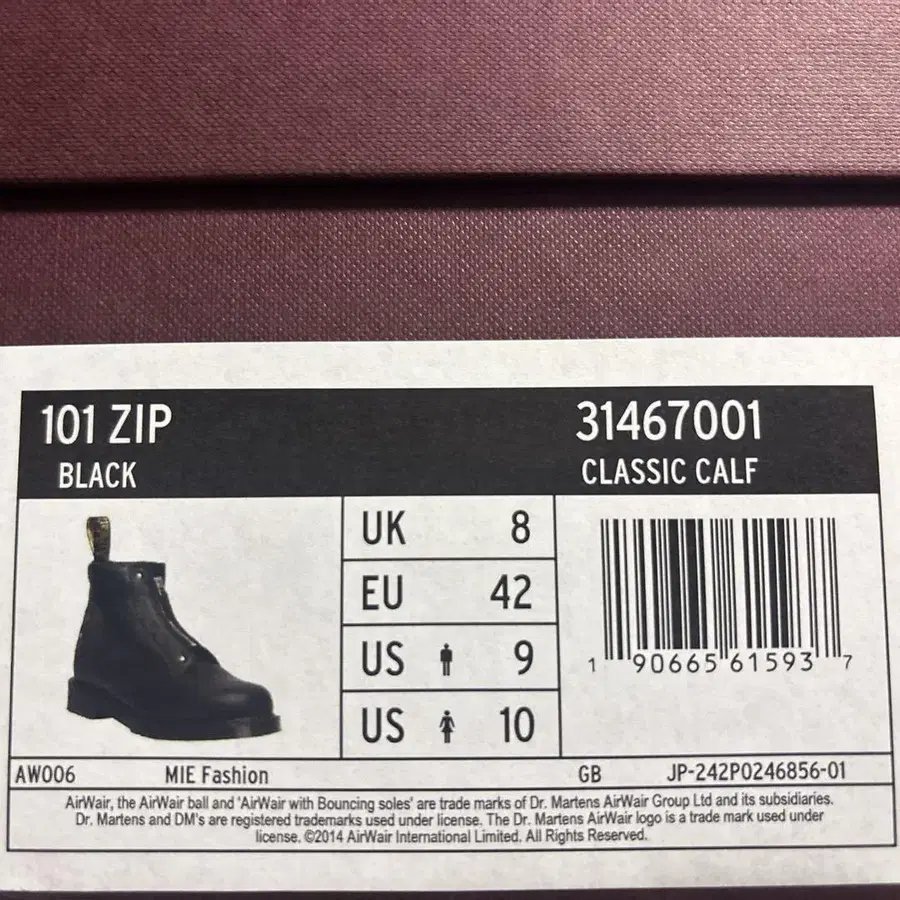 101 ZIP
31467001
BLACK
CLASSIC CALF
UK 8
EU 42
US 9
US 10
1 90665 61593 7
AW006
MIE Fashion
GB
JP-242P0246856-01
AirWair, the AirWair ball and 'AirWair with Bouncing soles' are trade marks of Dr. Martens AirWair Group Ltd and its subsidiaries.
Dr. Martens and DM's are registered trademarks used under license. The Dr. Martens AirWair logo is a trade mark used under
license. ©2014 AirWair International Limited. All Rights Reserved.